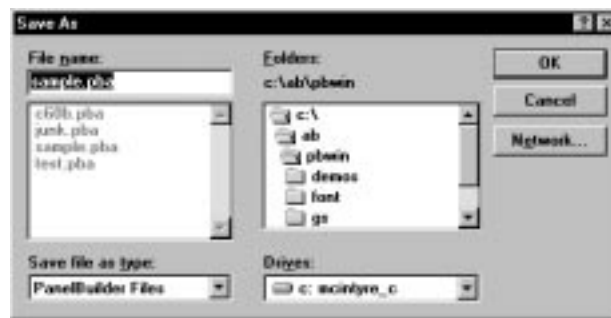 Save As
File name:
sample.pba
c60b.pba
junk.pba
sample.pba
test.pba
Save file as type:
PanelBuilder Files
Folders:
c:\ab\pbwin
c:\
ab
pbwin
demos
font
gs
Drives:
c: mcintyre_c
OK
Cancel
Network...